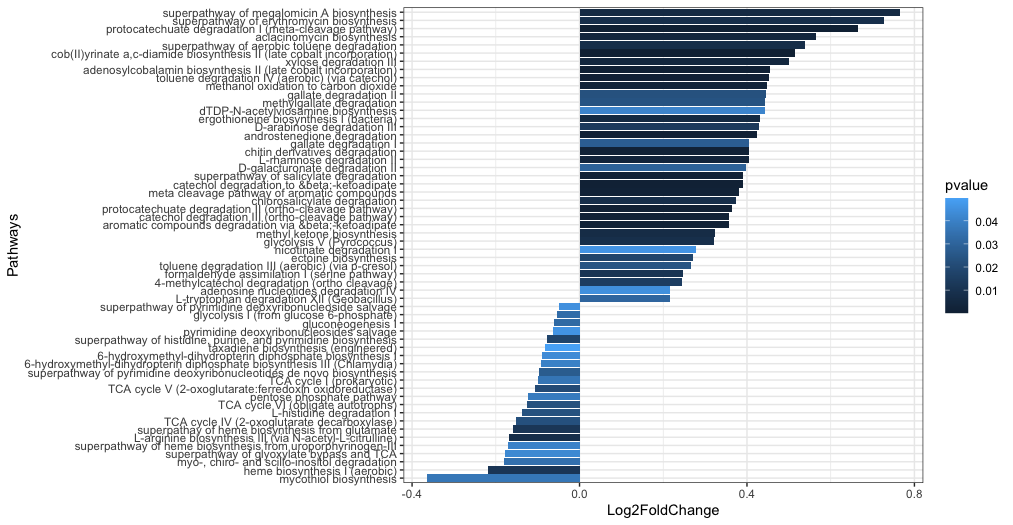 superpathway of megalomicin A biosynthesis
superpathway of erythromycin biosynthesis
protocatechuate degradation I (meta-cleavage pathway)
aclacinomycin biosynthesis
superpathway of aerobic toluene degradation
cob(II)yrinate a,c-diamide biosynthesis II (late cobalt incorporation)
xylose degradation III
adenosylcobalamin biosynthesis II (late cobalt incorporation)
toluene degradation IV (aerobic) (via catechol)
methanol oxidation to carbon dioxide
gallate degradation II
methylgallate degradation
dTDP-N-acetylviosamine biosynthesis
ergothioneine biosynthesis I (bacteria)
D-arabinose degradation III
androstenedione degradation
gallate degradation I
chitin derivatives degradation
L-rhamnose degradation II
D-galacturonate degradation II
superpathway of salicylate degradation
catechol degradation to &beta;-ketoadipate
meta cleavage pathway of aromatic compounds
chlorosalicylate degradation
protocatechuate degradation II (ortho-cleavage pathway)
catechol degradation III (ortho-cleavage pathway)
aromatic compounds degradation via &beta;-ketoadipate
methyl ketone biosynthesis
glycolysis V (Pyrococcus)
nicotinate degradation I
ectoine biosynthesis
toluene degradation III (aerobic) (via p-cresol)
formaldehyde assimilation I (serine pathway)
4-methylcatechol degradation (ortho cleavage)
adenosine nucleotides degradation IV
L-tryptophan degradation XII (Geobacillus)
superpathway of pyrimidine deoxyribonucleoside salvage
glycolysis I (from glucose 6-phosphate)
gluconeogenesis I
pyrimidine deoxyribonucleosides salvage
superpathway of histidine, purine, and pyrimidine biosynthesis
taxadiene biosynthesis (engineered)
6-hydroxymethyl-dihydropterin diphosphate biosynthesis I
6-hydroxymethyl-dihydropterin diphosphate biosynthesis III (Chlamydia)
superpathway of pyrimidine deoxyribonucleotides de novo biosynthesis
TCA cycle I (prokaryotic)
TCA cycle V (2-oxoglutarate:ferredoxin oxidoreductase)
pentose phosphate pathway
TCA cycle VI (obligate autotrophs)
L-histidine degradation I
TCA cycle IV (2-oxoglutarate decarboxylase)
superpathay of heme biosynthesis from glutamate
L-arginine biosynthesis III (via N-acetyl-L-citrulline)
superpathway of heme biosynthesis from uroporphyrinogen-III
superpathway of glyoxylate bypass and TCA
myo-, chiro- and scillo-inositol degradation
heme biosynthesis I (aerobic)
mycothiol biosynthesis
Pathways
-0.4
0.0
0.4
0.8
Log2FoldChange
pvalue
0.04
0.03
0.02
0.01